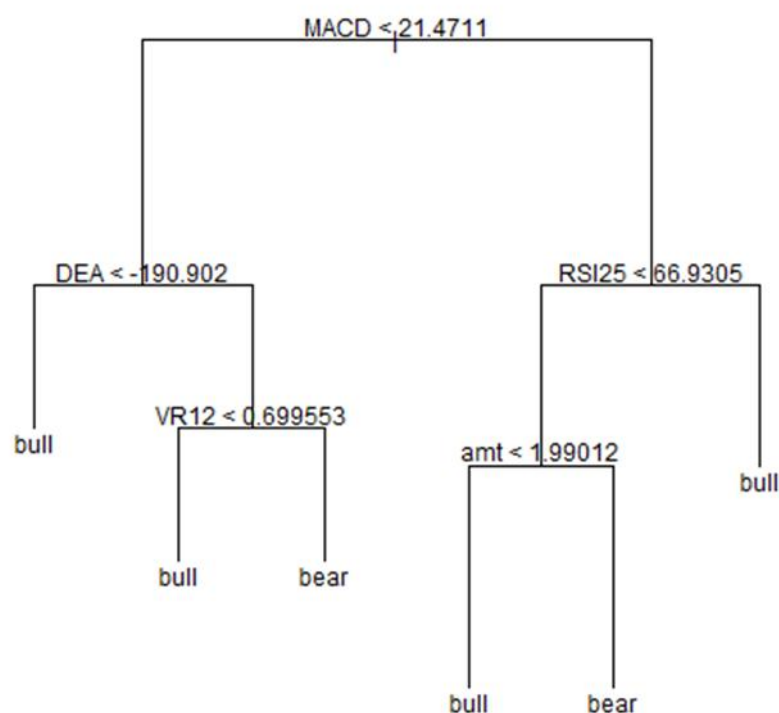 MACD < 21.4711
DEA < -190.902
RSI25 < 66.9305
VR12 < 0.699553
bull
amt < 1.99012
bull
bull
bear
bull
bear